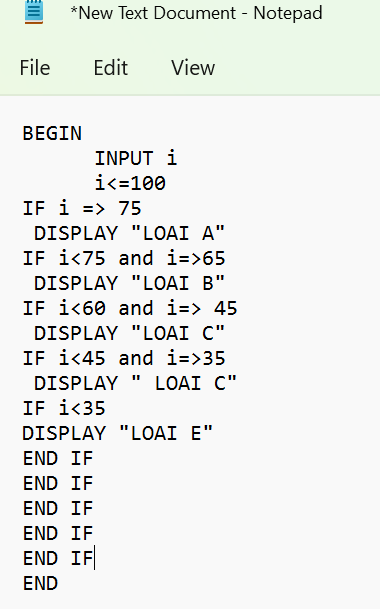 *New Text Document - Notepad
File Edit View
BEGIN
INPUT i
i<=100
IF i => 75
DISPLAY "LOAI A"
IF i<75 and i=>65
DISPLAY "LOAI B"
IF i<60 and i=> 45
DISPLAY "LOAI C"
IF i<45 and i=>35
DISPLAY " LOAI C"
IF i<35
DISPLAY "LOAI E"
END IF
END IF
END IF
END IF
END IF
END